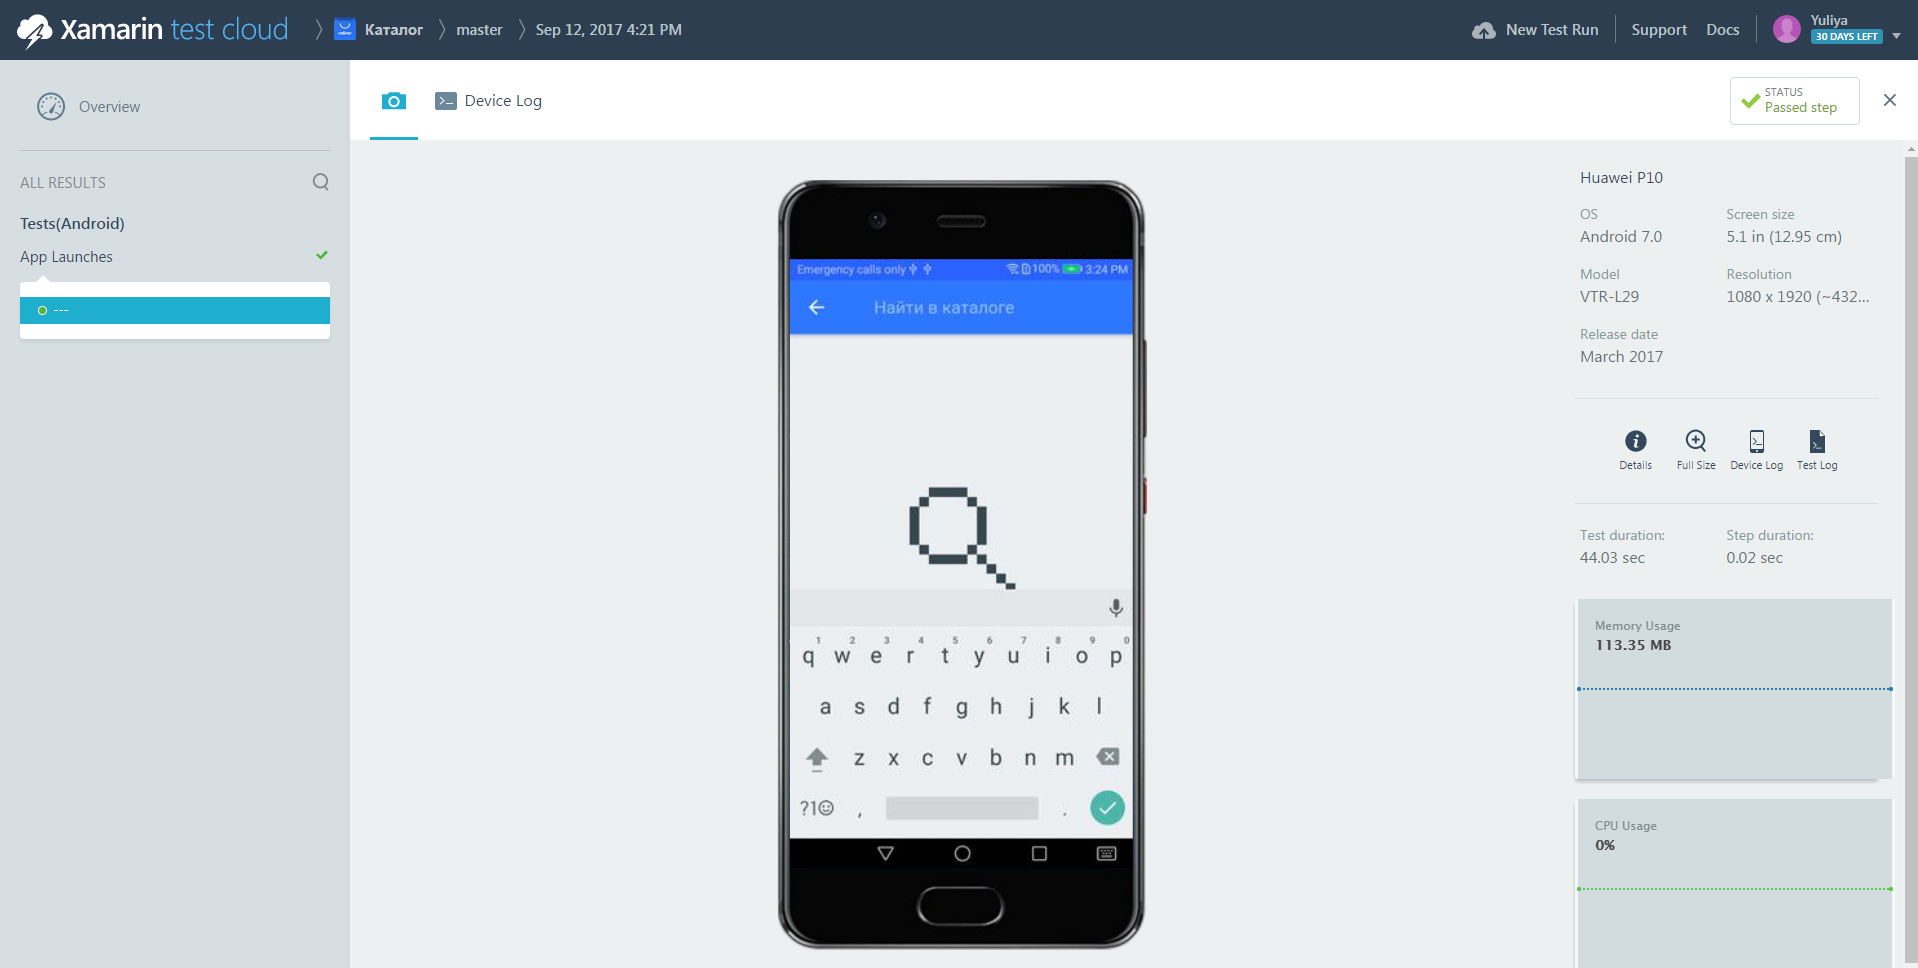 Xamarin test cloud
Каталог
master
Sep 12, 2017 4:21 PM
New Test Run
Support
Docs
Yuliya
30 DAYS LEFT
Overview
ALL RESULTS
Tests(Android)
App Launches
---
Device Log
STATUS
Passed step
Emergency calls only
100%
3:24 PM
Найти в каталоге
1 2 3 4 5 6 7 8 9 0
q w e r t y u i o p
a s d f g h j k l
z x c v b n m
?1☺ , .
Huawei P10
OS
Android 7.0
Screen size
5.1 in (12.95 cm)
Model
VTR-L29
Resolution
1080 x 1920 (~432...
Release date
March 2017
Details
Full Size
Device Log
Test Log
Test duration:
44.03 sec
Step duration:
0.02 sec
Memory Usage
113.35 MB
CPU Usage
0%